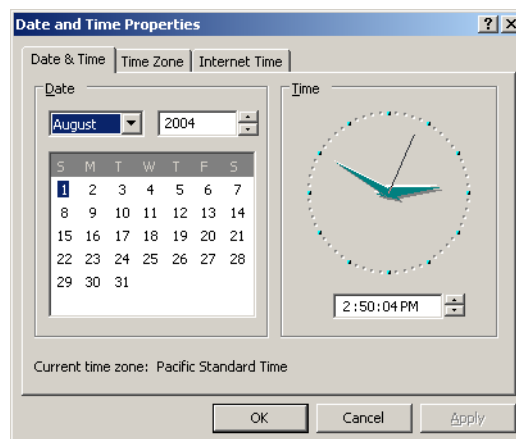 Date and Time Properties
Date & Time Time Zone Internet Time
Date
August 2004
S M T W T F S
1 2 3 4 5 6 7
8 9 10 11 12 13 14
15 16 17 18 19 20 21
22 23 24 25 26 27 28
29 30 31
Time
2:50:04 PM
Current time zone: Pacific Standard Time
OK Cancel Apply